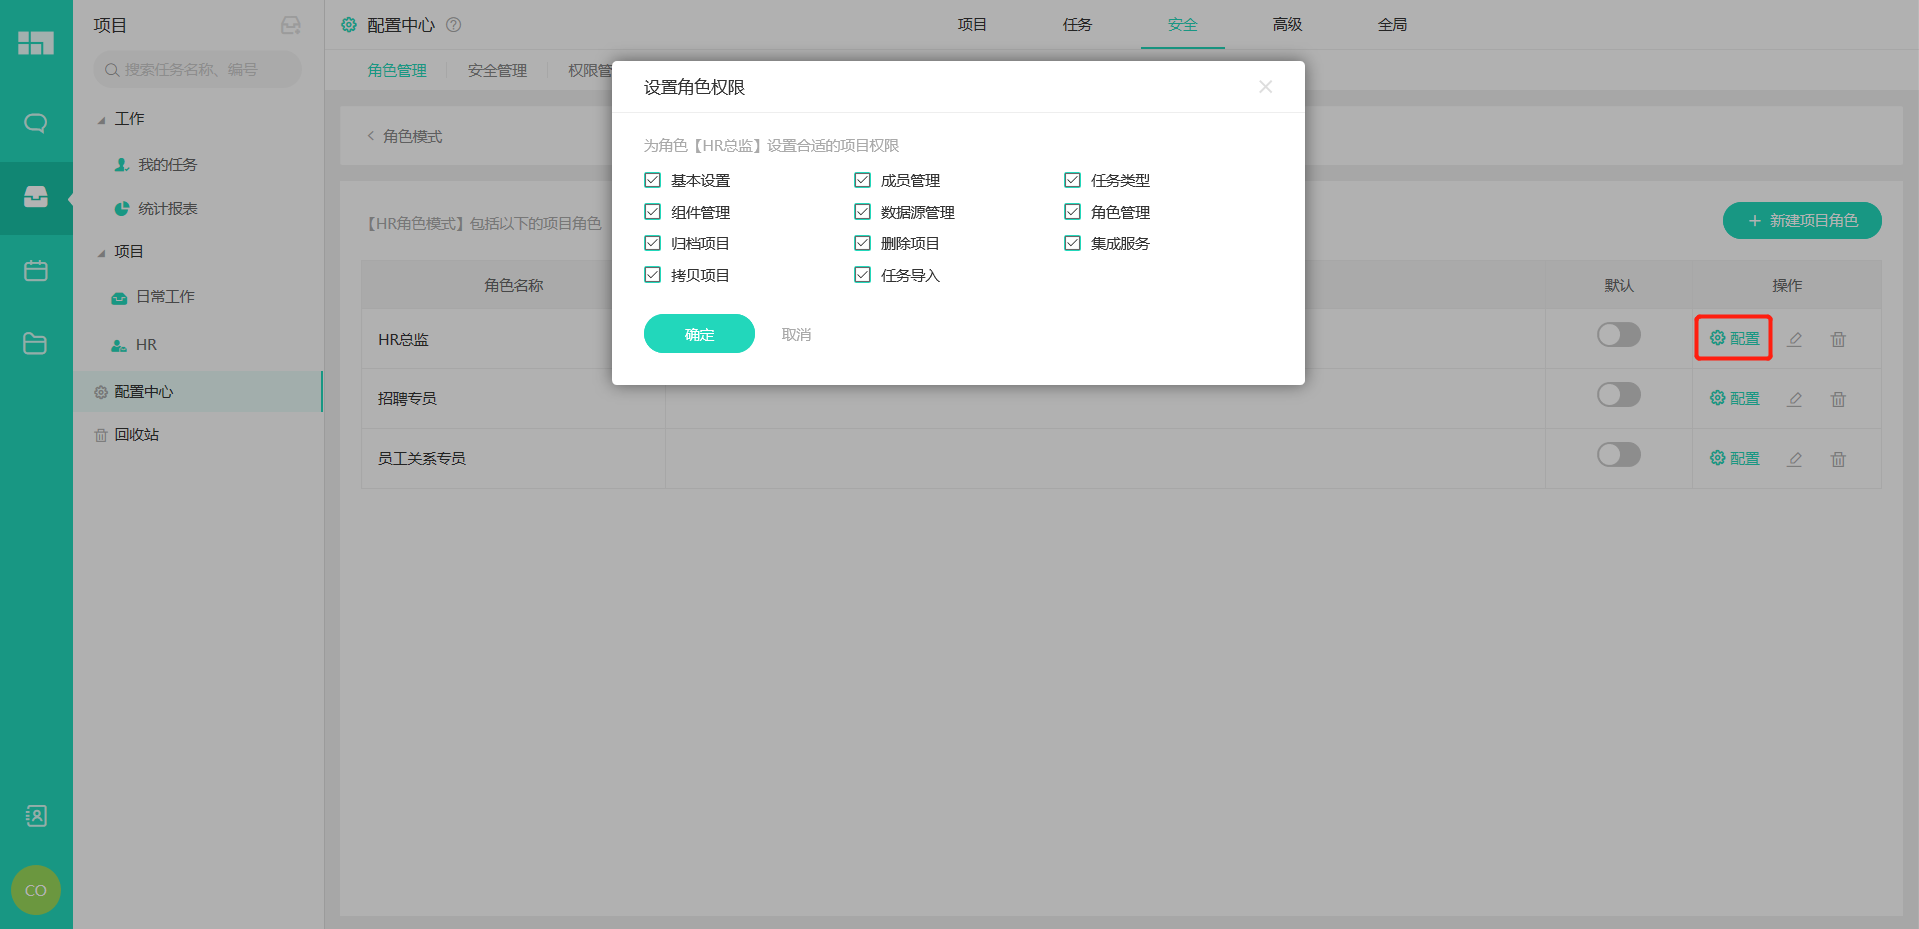 项目
搜索任务名称、编号
工作
我的任务
统计报表
项目
日常工作
HR
配置中心
回收站
CO
配置中心
项目 任务 安全 高级 全局
角色管理 安全管理 权限管
角色模式
【HR角色模式】包括以下的项目角色
新建项目角色
角色名称 默认 操作
HR总监 配置
招聘专员 配置
员工关系专员 配置
设置角色权限
为角色【HR总监】设置合适的项目权限
基本设置 成员管理 任务类型
组件管理 数据源管理 角色管理
归档项目 删除项目 集成服务
拷贝项目 任务导入
确定 取消